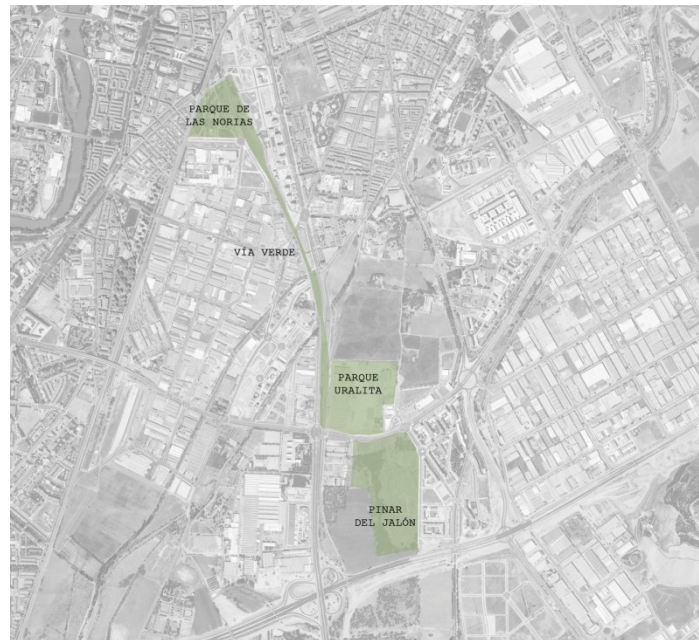 PARQUE DE
LAS NORIAS
VÍA VERDE
PARQUE
URALITA
PINAR
DEL JALÓN